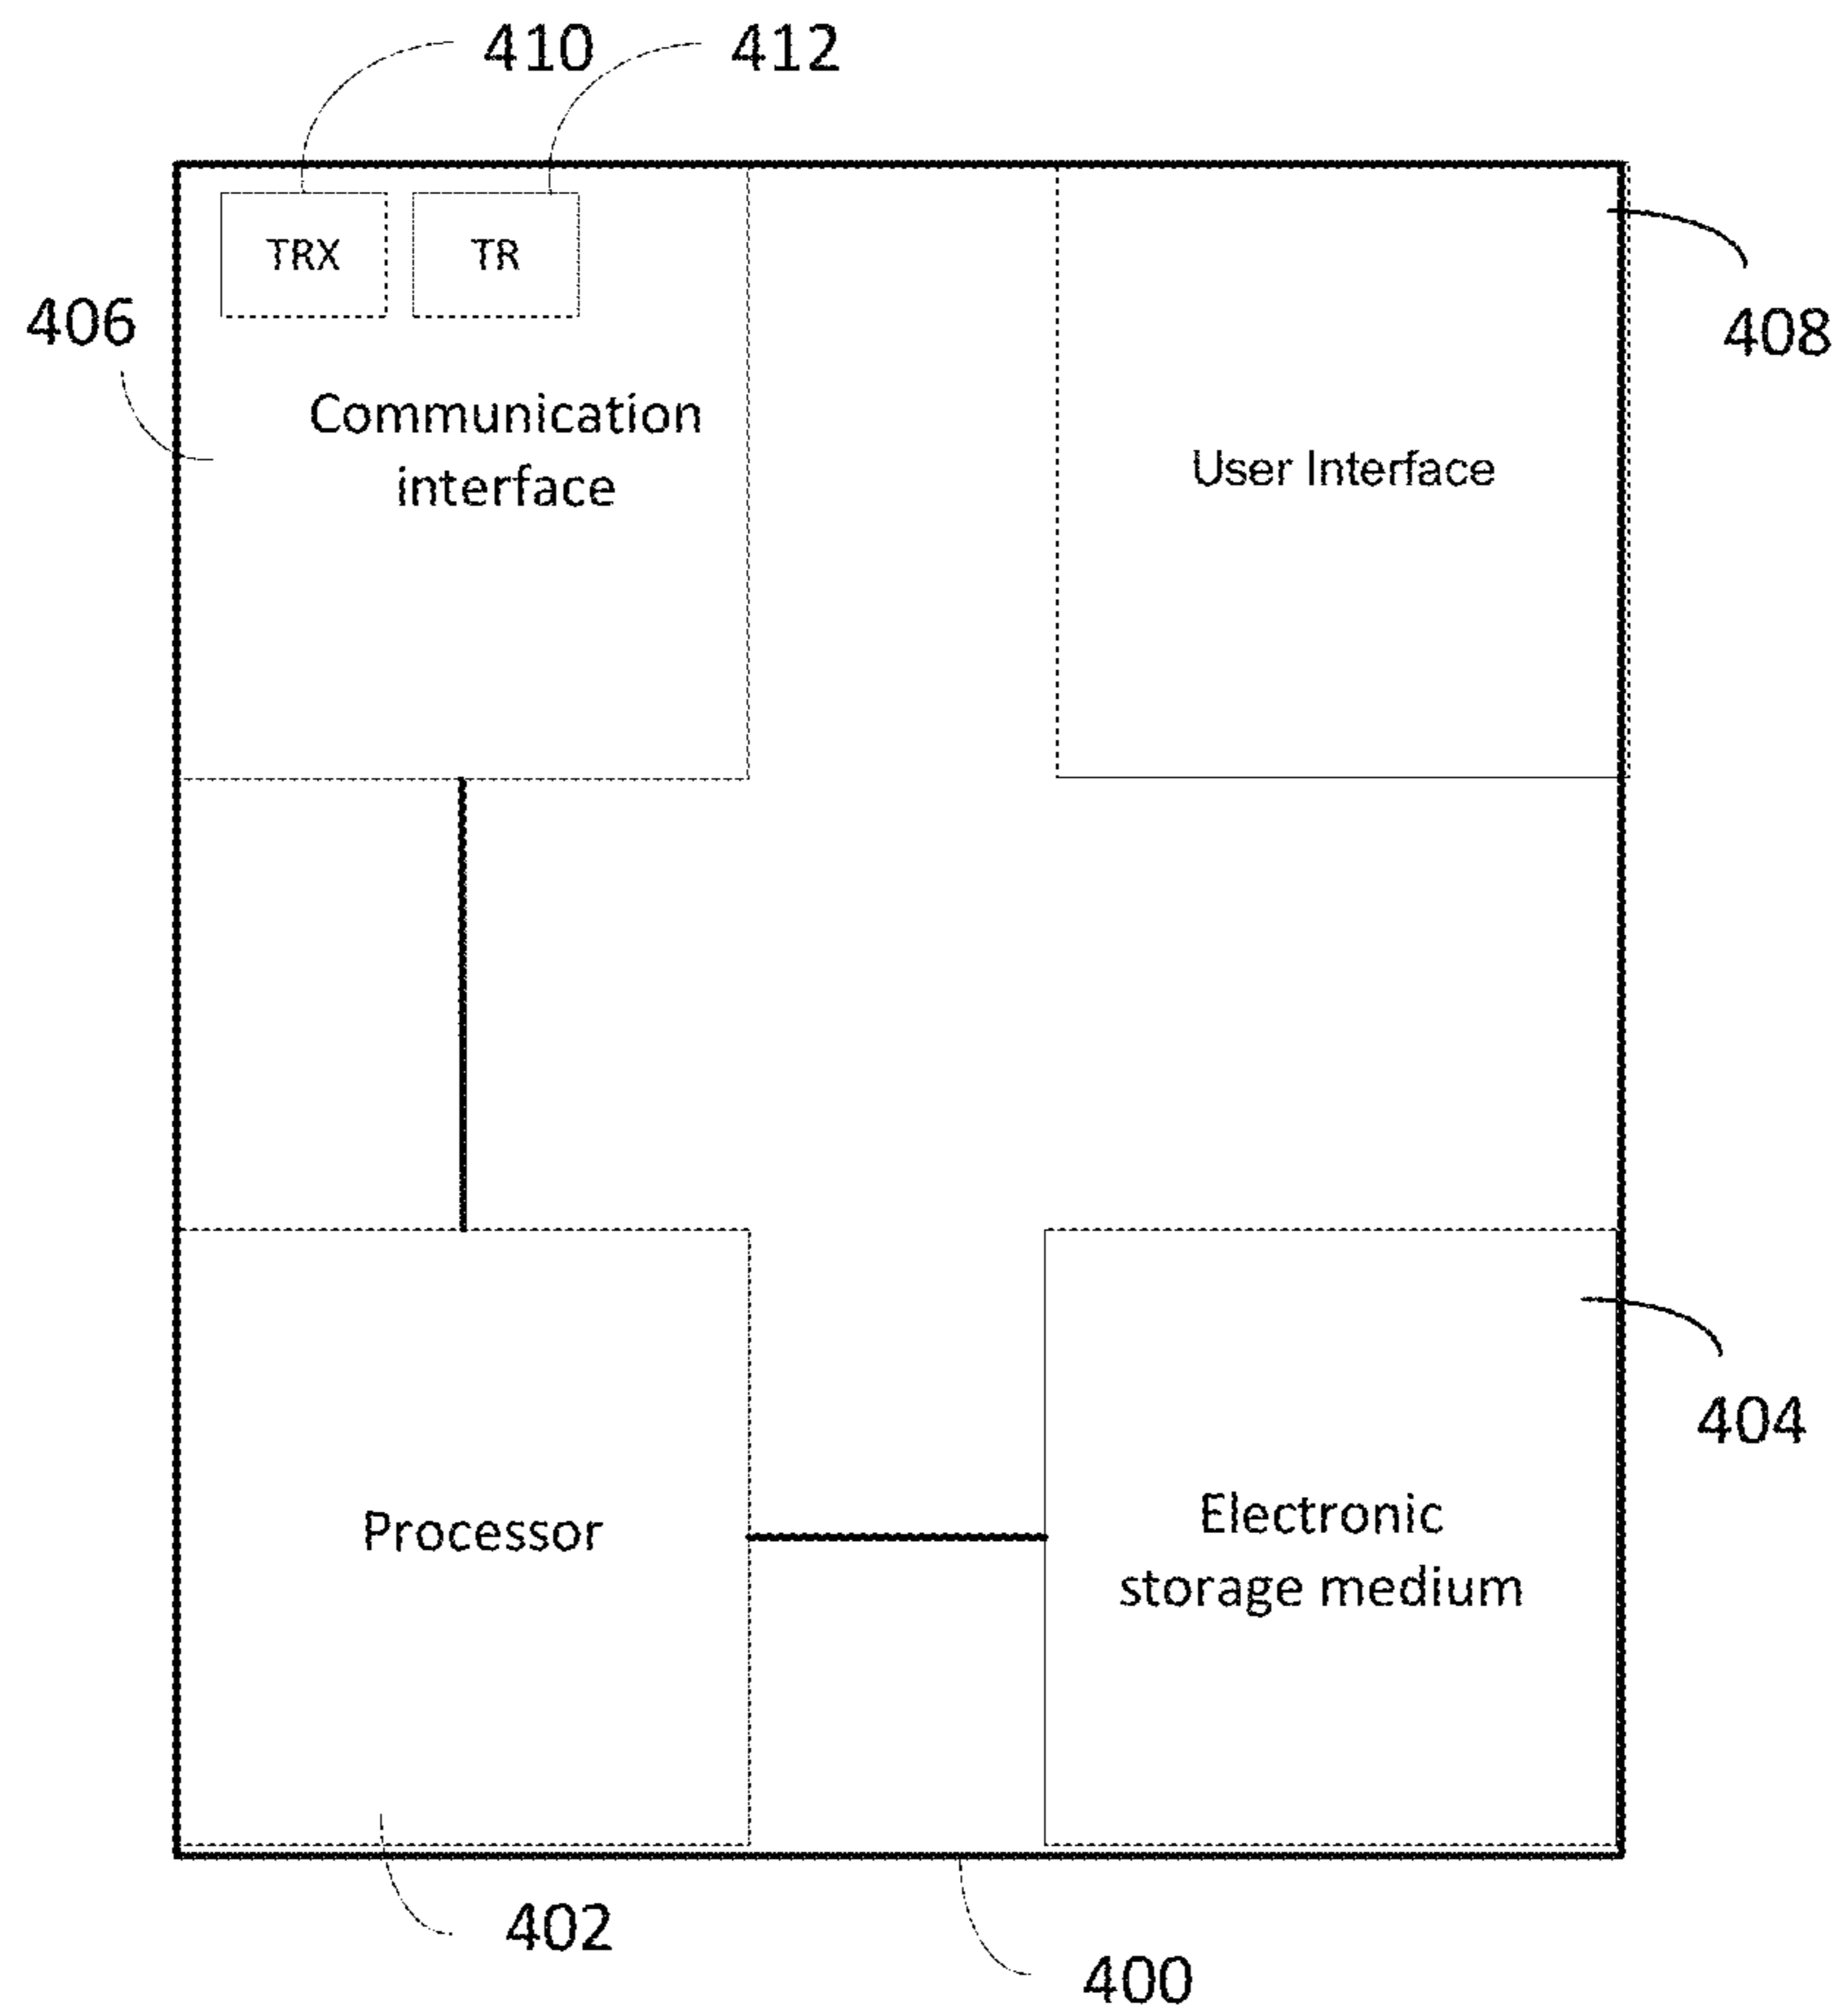 410
412
TRX
TR
406
408
Communication
interface
User Interface
404
Processor
Electronic
storage medium
402
400